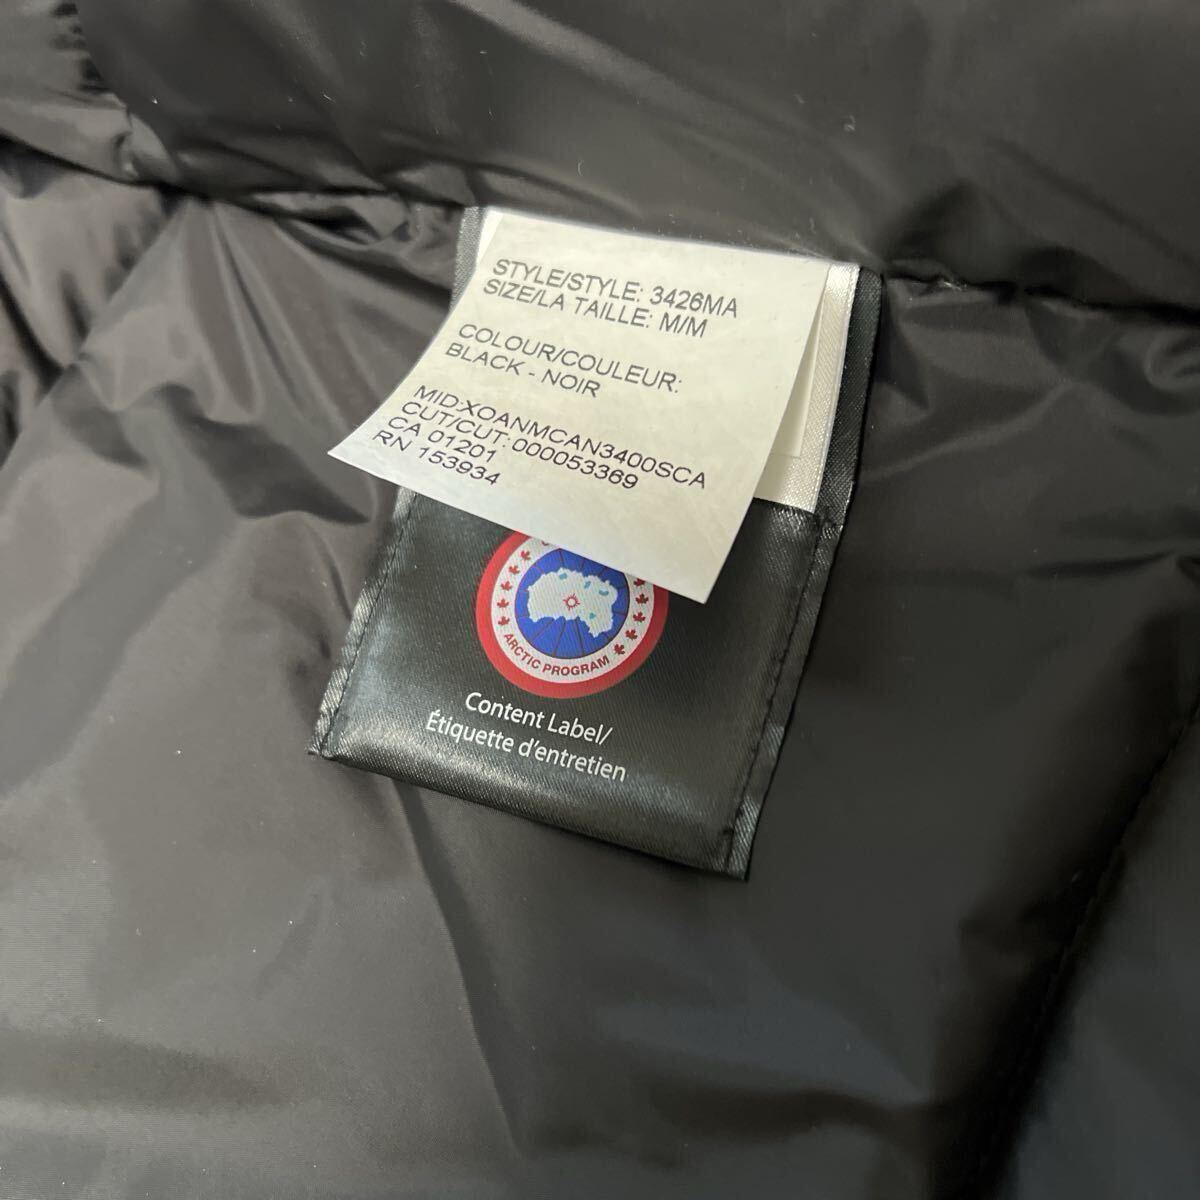 STYLE/STYLE: 3426MA
SIZE/LA TAILLE: M/M
COLOUR/COULEUR:
BLACK - NOIR
MID:XOANMCAN3400SCA
CUT/CUT: 000053369
CA 01201
RN 153934
ARCTIC PROGRAM
Content Label/
Étiquette d'entretien